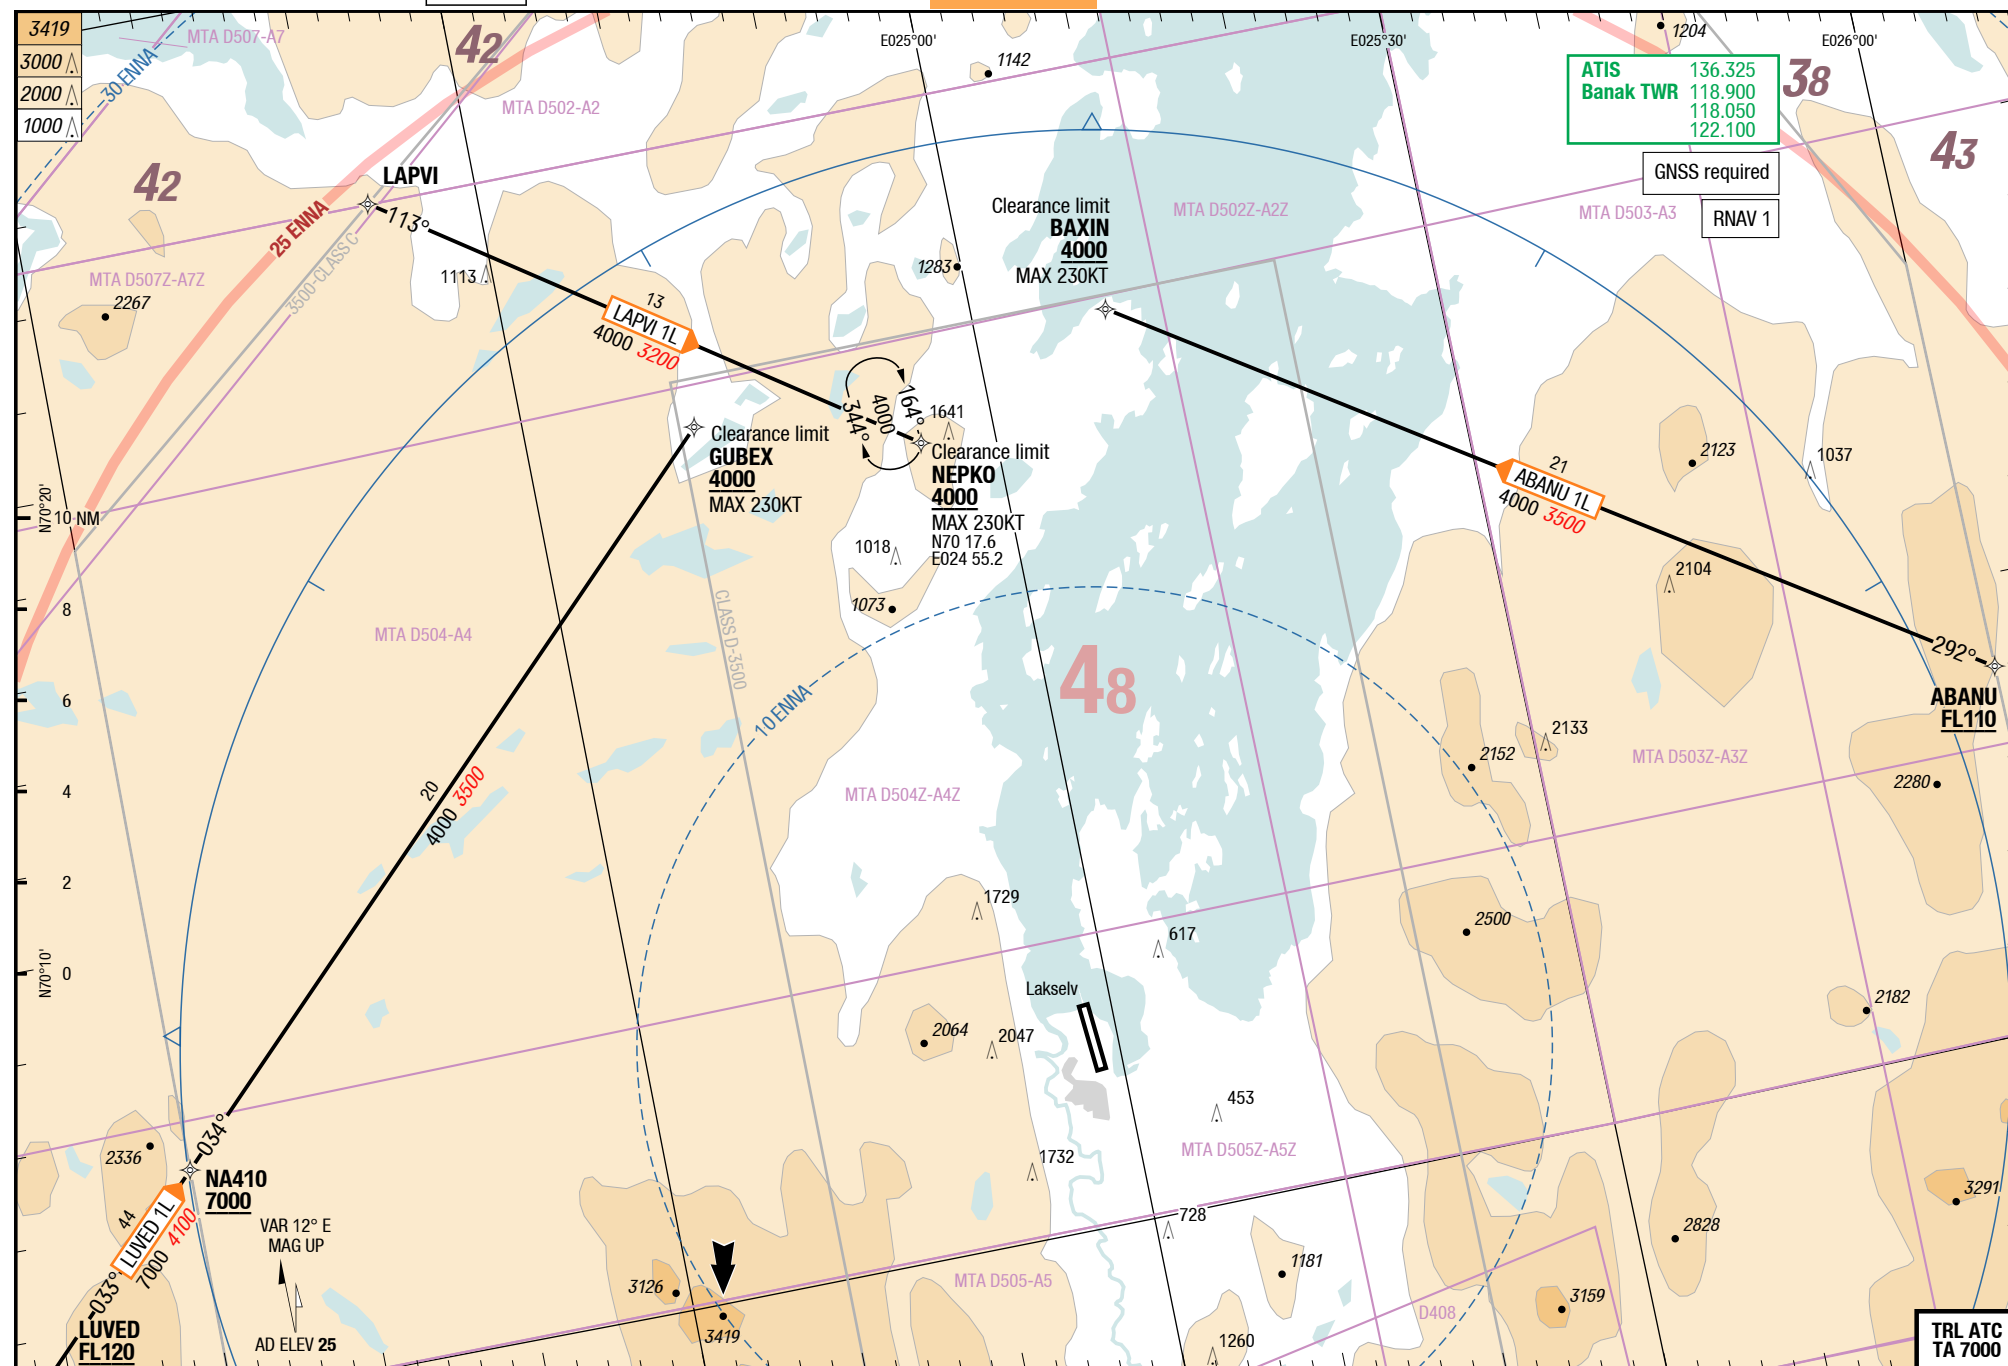 3419
3000
2000
1000
MTA D507-A7
30 ENNA
42
MTA D502-A2
E025°00'
1142
E025°30'
1204
E026°00'
ATIS 136.325
Banak TWR 118.900
118.050
122.100
38
43
GNSS required
RNAV 1
42
LAPVI
113°
25 ENNA
3500-CLASS C
MTA D507Z-A7Z
2267
1113
13
LAPVI 1L
4000 3200
1283
Clearance limit
BAXIN
4000
MAX 230KT
MTA D502Z-A2Z
MTA D503-A3
164°
4000
344°
1641
Clearance limit
GUBEX
4000
MAX 230KT
Clearance limit
NEPKO
4000
MAX 230KT
N70 17.6
E024 55.2
21
ABANU 1L
4000 3500
2123
1037
N70°20'
10 NM
8
6
4
2
0
N70°10'
1018
1073
2104
CLASS D-3500
MTA D504-A4
292°
ABANU
FL110
48
10 ENNA
2133
2152
MTA D503Z-A3Z
2280
20
4000 3500
MTA D504Z-A4Z
1729
617
2500
Lakselv
2182
2064
2047
453
034°
2336
NA410
7000
1732
MTA D505Z-A5Z
3291
44
LUVED 1L
7000 4100
033°
VAR 12° E
MAG UP
728
2828
LUVED
FL120
AD ELEV 25
3126
3419
MTA D505-A5
1181
3159
D408
1260
TRL ATC
TA 7000